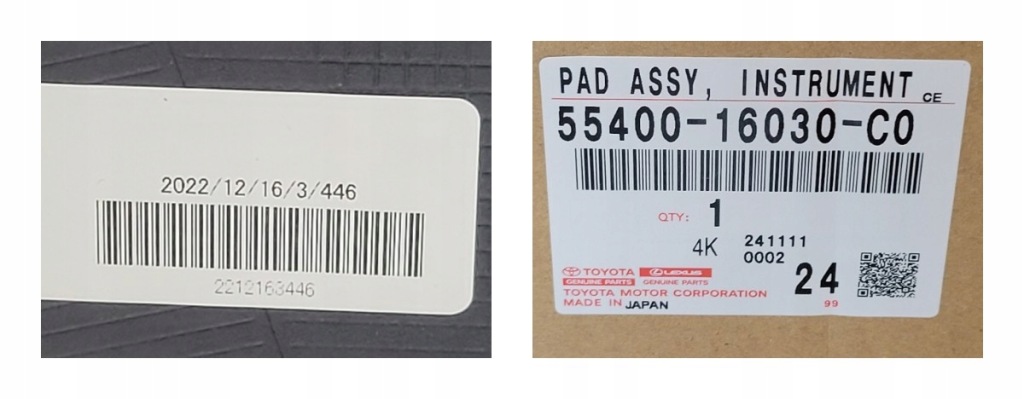 2022/12/16/3/446
2212163446
PAD ASSY, INSTRUMENT CE
55400-16030-C0
QTY: 1
4K 241111
0002 24
TOYOTA LEXUS
GENUINE PARTS GENUINE PARTS
TOYOTA MOTOR CORPORATION
MADE IN JAPAN 99